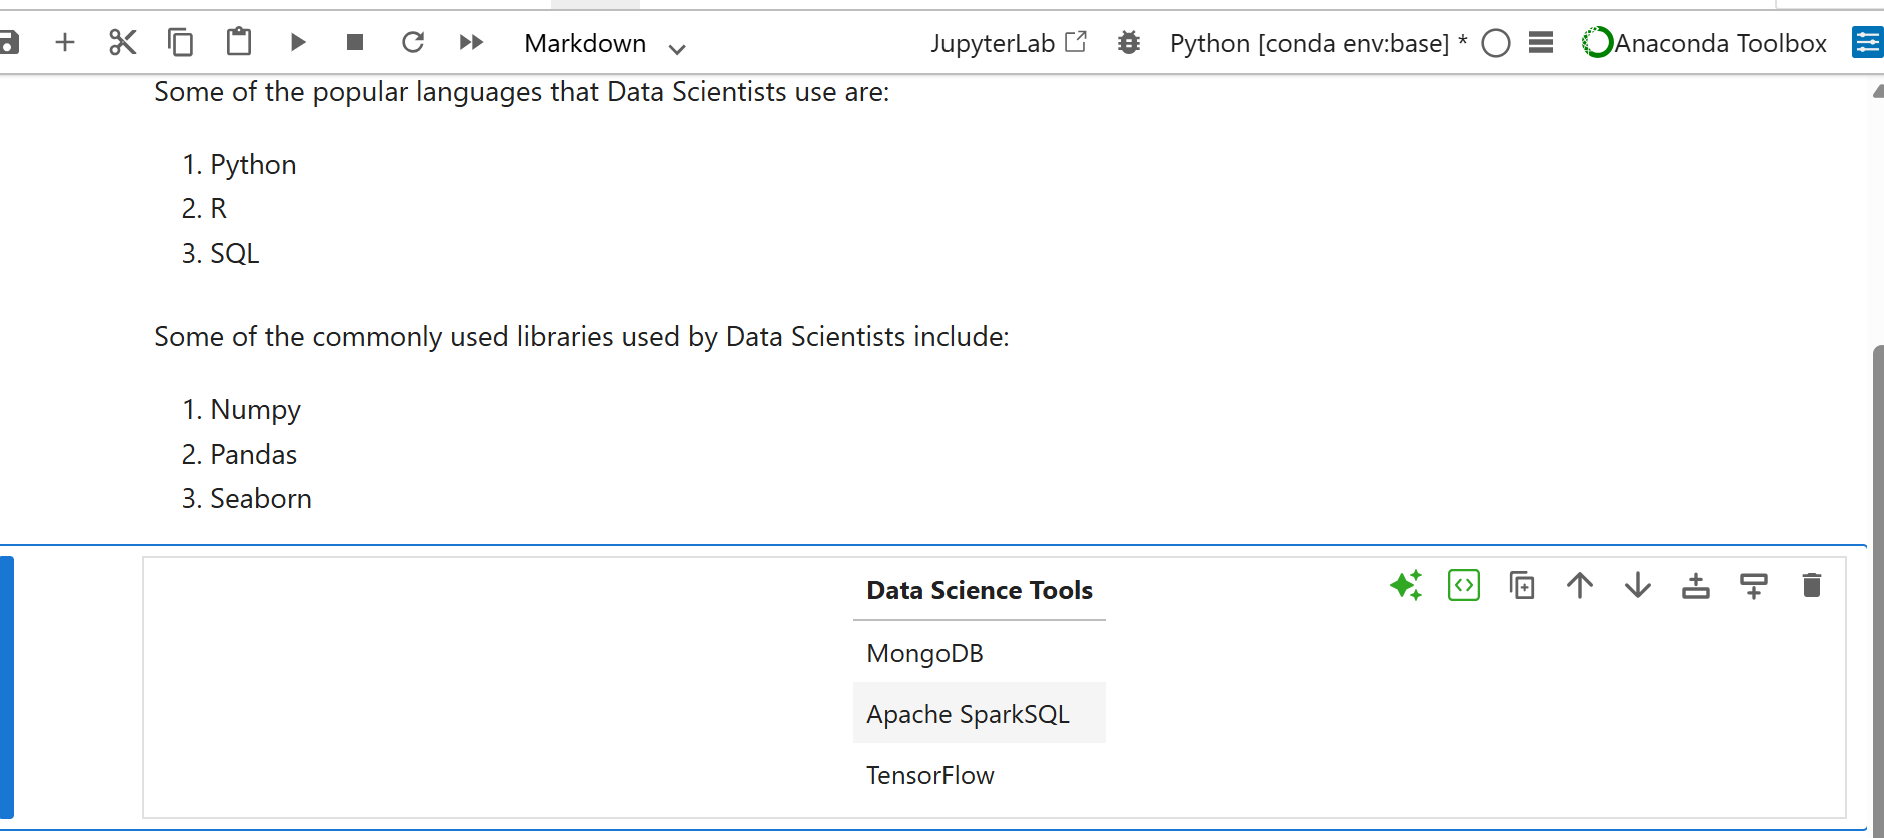 Markdown
JupyterLab
Python [conda env:base] *
Anaconda Toolbox
Some of the popular languages that Data Scientists use are:
1. Python
2. R
3. SQL
Some of the commonly used libraries used by Data Scientists include:
1. Numpy
2. Pandas
3. Seaborn
Data Science Tools
MongoDB
Apache SparkSQL
TensorFlow